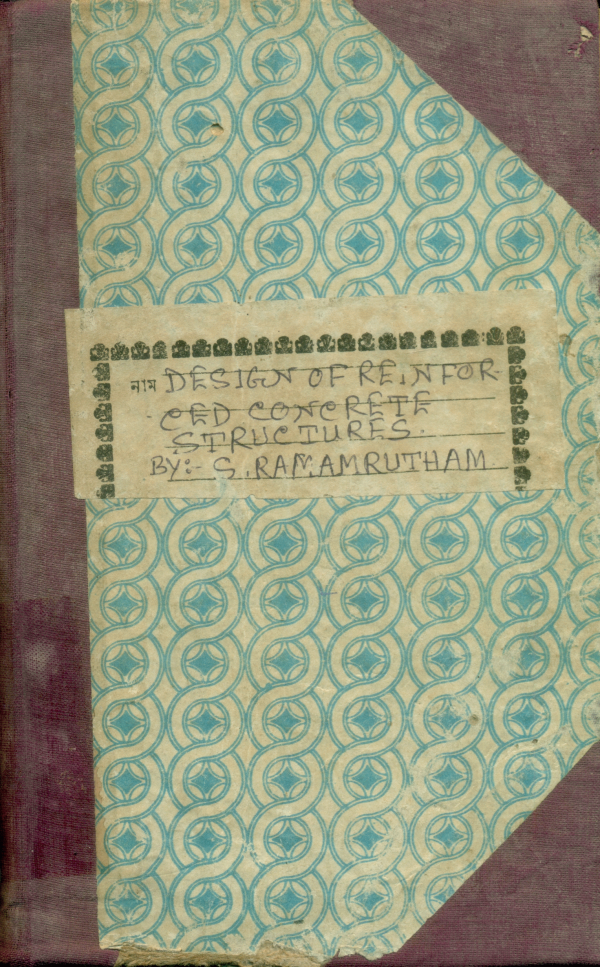 নাম DESIGN OF REINFOR-
CED CONCRETE
STRUCTURES.
BY:- S. RAMAMRUTHAM